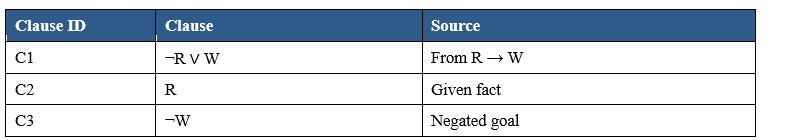 Clause ID Clause Source
C1 ¬R ∨ W From R → W
C2 R Given fact
C3 ¬W Negated goal